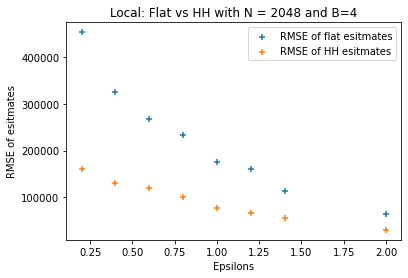 Local: Flat vs HH with N = 2048 and B=4
RMSE of flat esitmates
RMSE of HH esitmates
RMSE of esitmates
400000
300000
200000
100000
0.25 0.50 0.75 1.00 1.25 1.50 1.75 2.00
Epsilons